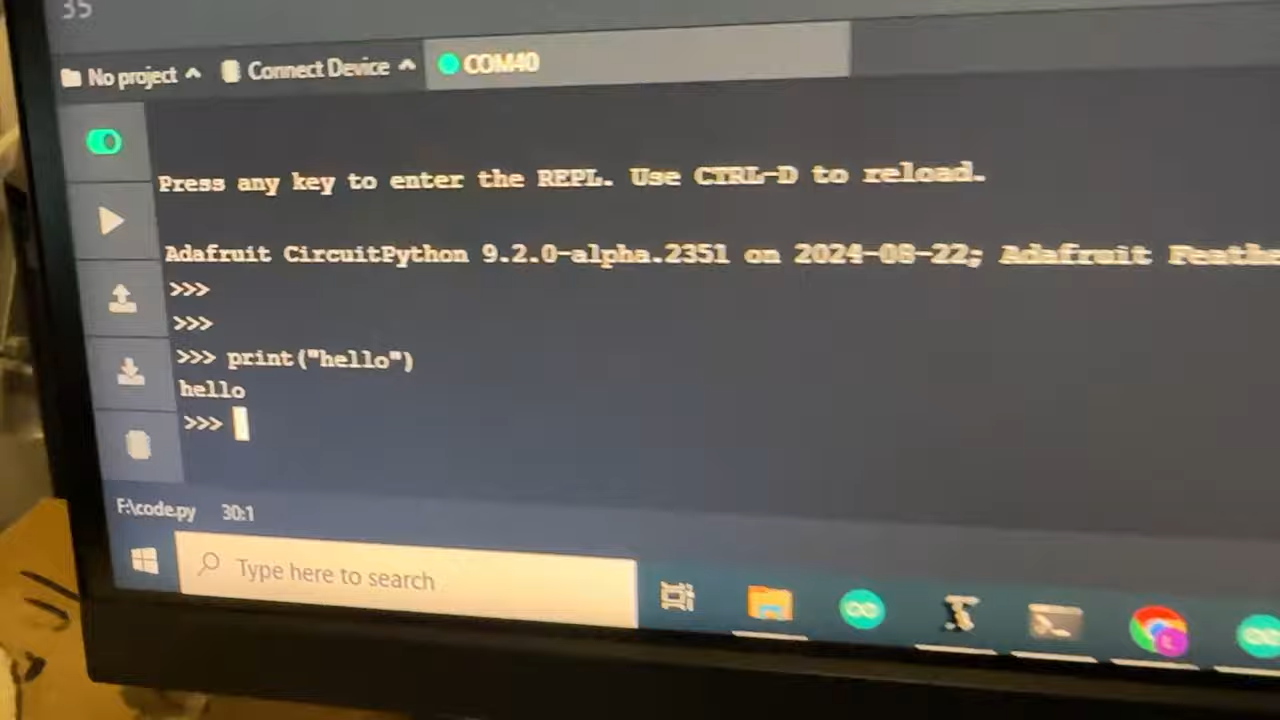 35
No project
Connect Device
COM40
Press any key to enter the REPL. Use CTRL-D to reload.
Adafruit CircuitPython 9.2.0-alpha.2351 on 2024-08-22; Adafruit Feathe
>>>
>>>
>>> print("hello")
hello
>>>
F:\code.py 30:1
Type here to search